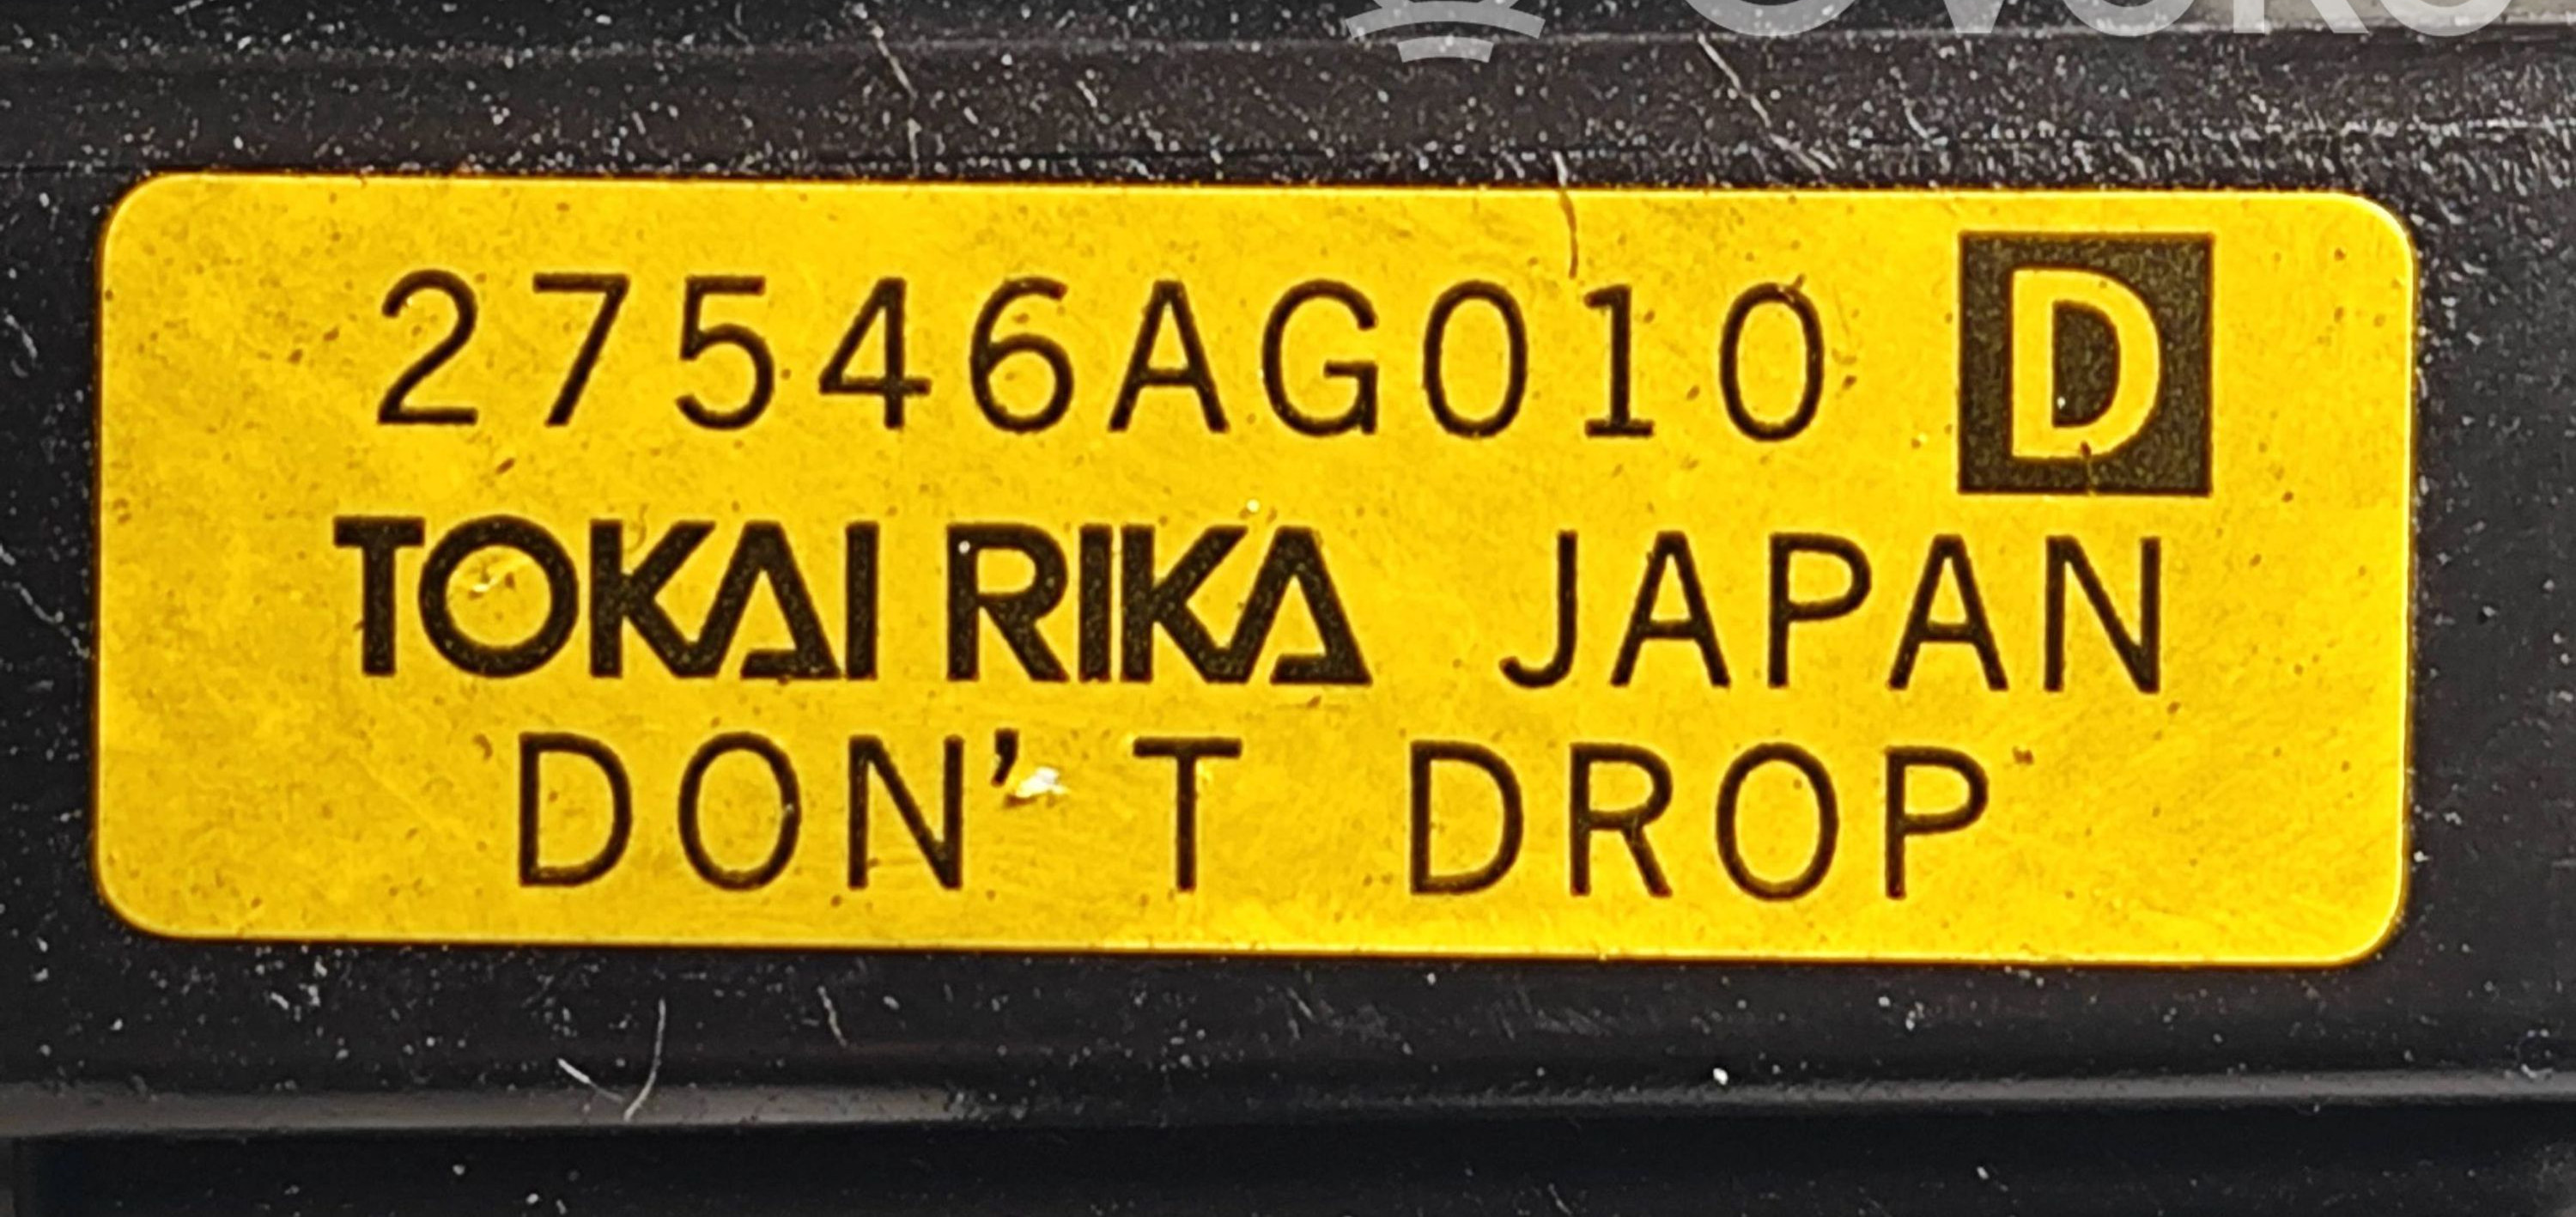 27546AG010 D
TOKAI RIKA JAPAN
DON'T DROP